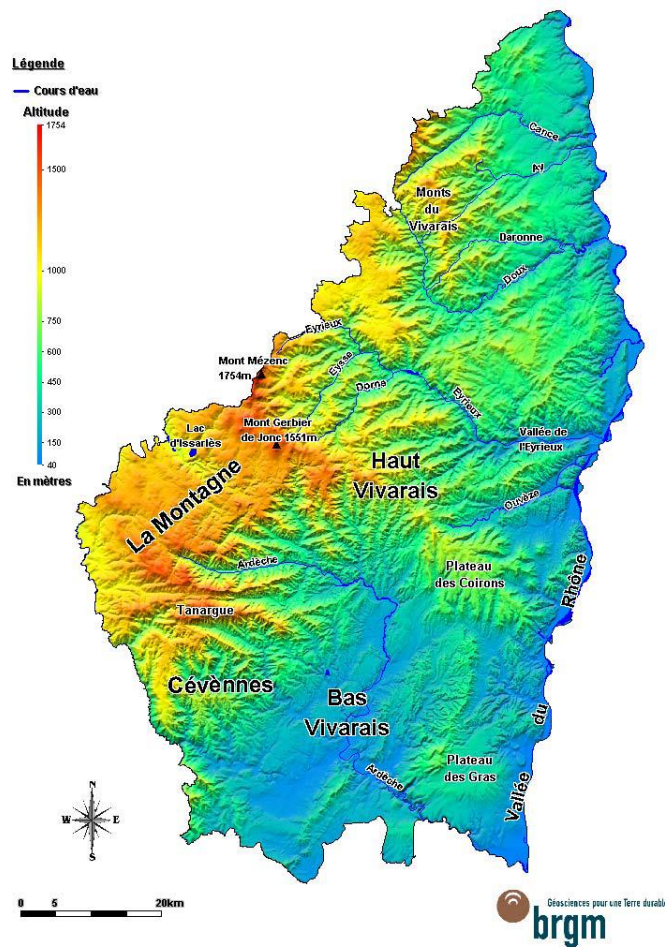 Légende
Cours d'eau
Altitude
1754
1500
1000
750
600
450
300
150
40
En mètres
Cance
Ay
Monts
du
Vivarais
Daronne
Doux
Eyrieux
Mont Mézenc
1754m
Eysse
Dorne
Eyrieux
Mont Gerbier
de Jonc 1551m
Vallée de
l'Eyrieux
Lac
d'Issarlès
Haut
Vivarais
La Montagne
Ouvèze
Ardèche
Plateau
des Coirons
Tanargue
Cévènnes
Bas
Vivarais
Plateau
des Gras
Ardèche
Vallée du Rhône
N
W E
S
0 5 20km
Géosciences pour une Terre durable
brgm